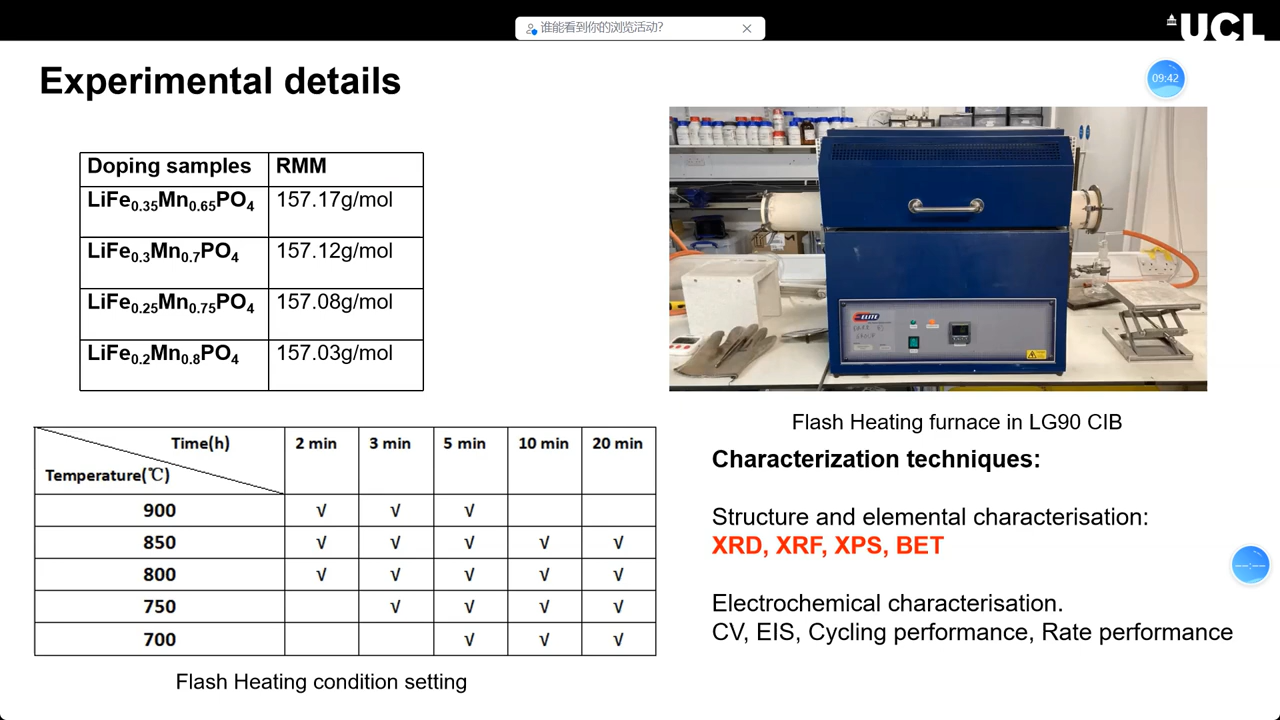 谁能看到你的浏览活动?
UCL
Experimental details
09:42
Doping samples RMM
LiFe0.35Mn0.65PO4 157.17g/mol
LiFe0.3Mn0.7PO4 157.12g/mol
LiFe0.25Mn0.75PO4 157.08g/mol
LiFe0.2Mn0.8PO4 157.03g/mol
ELITE
Flash Heating furnace in LG90 CIB
Time(h) 2 min 3 min 5 min 10 min 20 min
Temperature(℃)
900 √ √ √
850 √ √ √ √ √
800 √ √ √ √ √
750 √ √ √ √
700 √ √ √
Flash Heating condition setting
Characterization techniques:
Structure and elemental characterisation:
XRD, XRF, XPS, BET
Electrochemical characterisation.
CV, EIS, Cycling performance, Rate performance